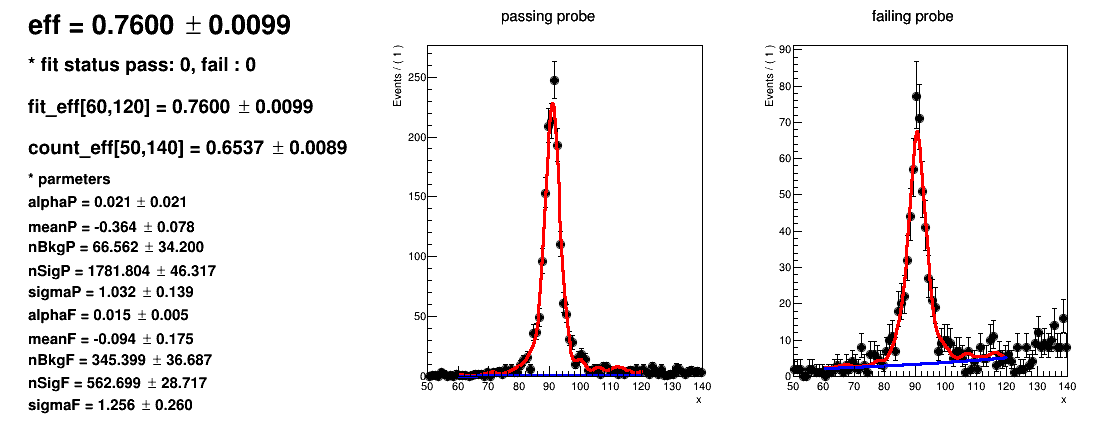 eff = 0.7600 ± 0.0099
* fit status pass: 0, fail : 0
fit_eff[60,120] = 0.7600 ± 0.0099
count_eff[50,140] = 0.6537 ± 0.0089
* parmeters
alphaP = 0.021 ± 0.021
meanP = -0.364 ± 0.078
nBkgP = 66.562 ± 34.200
nSigP = 1781.804 ± 46.317
sigmaP = 1.032 ± 0.139
alphaF = 0.015 ± 0.005
meanF = -0.094 ± 0.175
nBkgF = 345.399 ± 36.687
nSigF = 562.699 ± 28.717
sigmaF = 1.256 ± 0.260
passing probe
Events / ( 1 )
250
200
150
100
50
0
50 60 70 80 90 100 110 120 130 140
x
failing probe
Events / ( 1 )
90
80
70
60
50
40
30
20
10
0
50 60 70 80 90 100 110 120 130 140
x